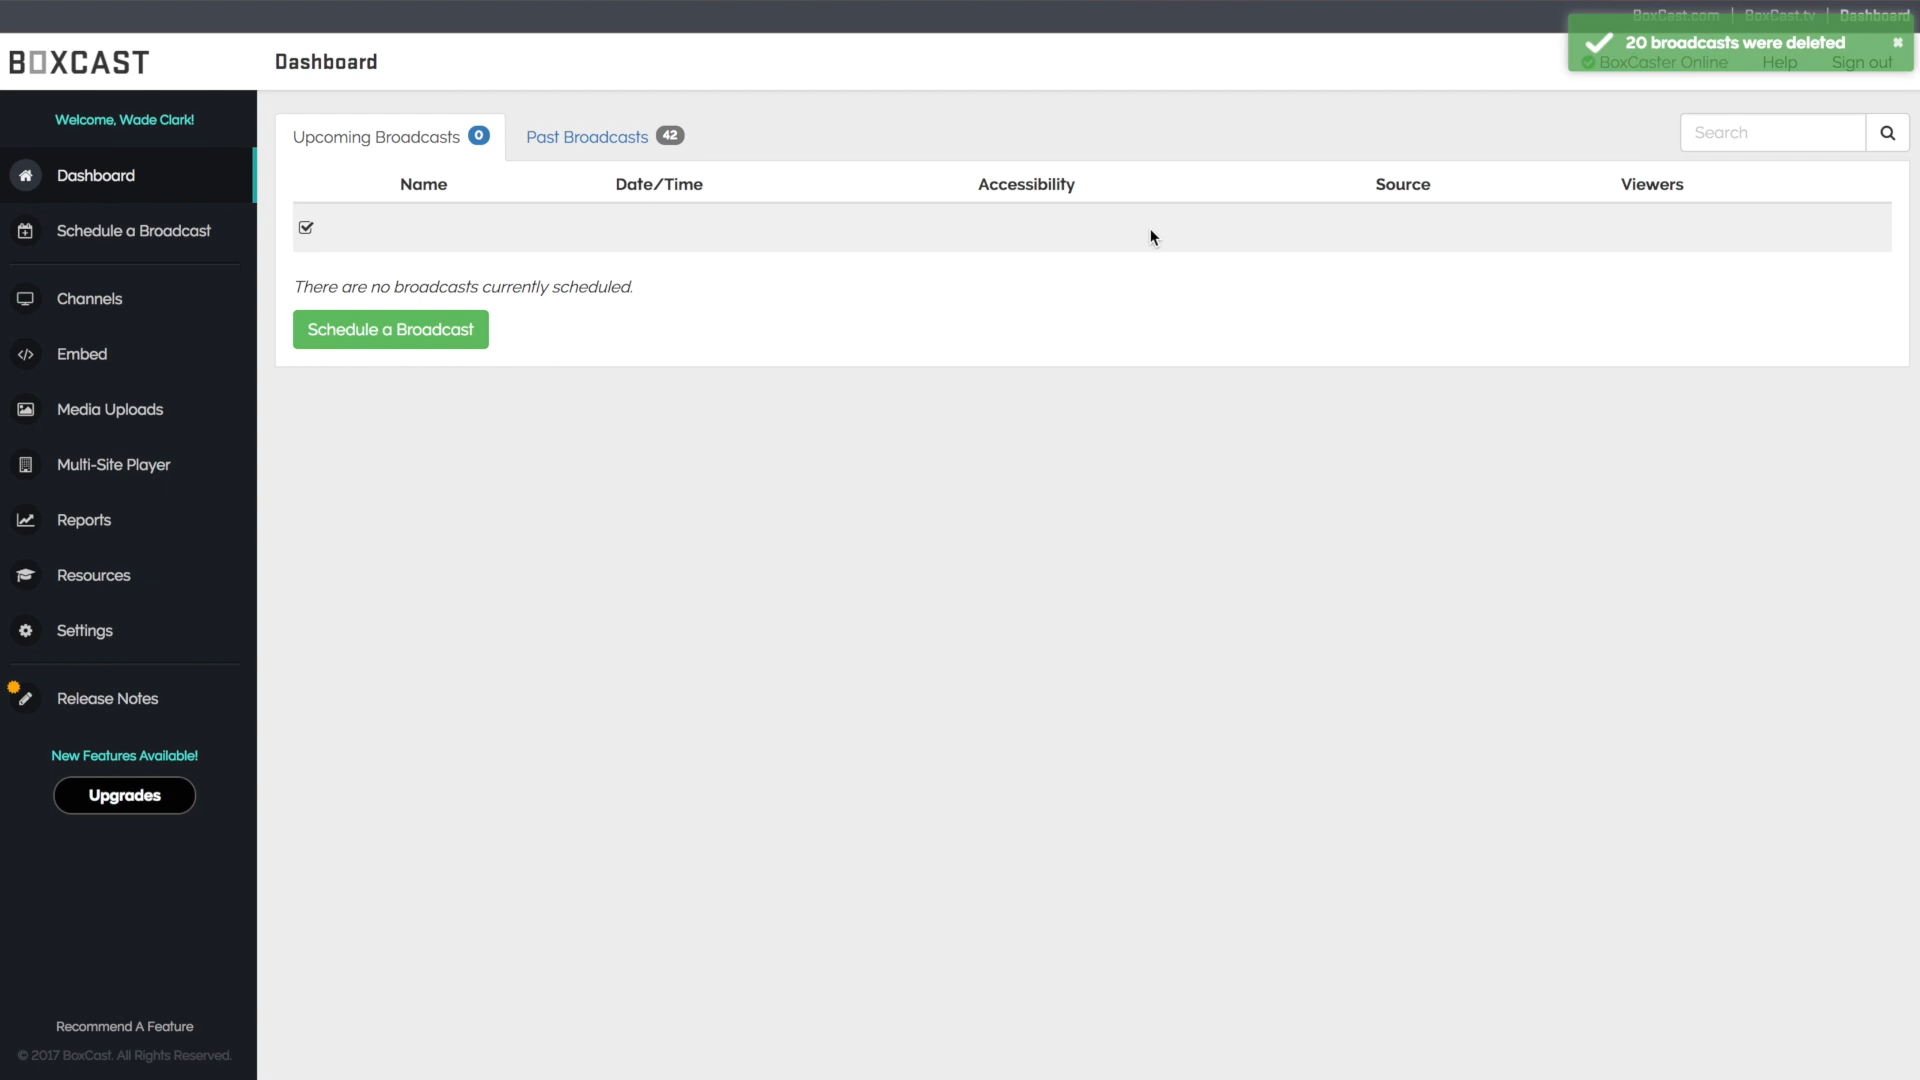 BoxCast.com | BoxCast.tv | Dashboard
BOXCAST
Dashboard
20 broadcasts were deleted
BoxCaster Online Help Sign out
Welcome, Wade Clark!
Dashboard
Schedule a Broadcast
Channels
Embed
Media Uploads
Multi-Site Player
Reports
Resources
Settings
Release Notes
New Features Available!
Upgrades
Recommend A Feature
© 2017 BoxCast. All Rights Reserved.
Upcoming Broadcasts 0 Past Broadcasts 42
Search
Name Date/Time Accessibility Source Viewers
There are no broadcasts currently scheduled.
Schedule a Broadcast